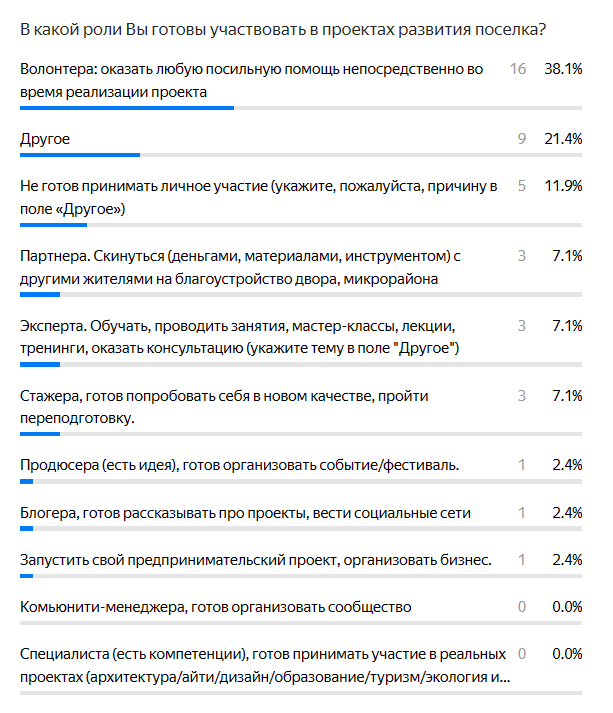 В какой роли Вы готовы участвовать в проектах развития поселка?
Волонтера: оказать любую посильную помощь непосредственно во 16 38.1%
время реализации проекта
Другое 9 21.4%
Не готов принимать личное участие (укажите, пожалуйста, причину в 5 11.9%
поле «Другое»)
Партнера. Скинуться (деньгами, материалами, инструментом) с 3 7.1%
другими жителями на благоустройство двора, микрорайона
Эксперта. Обучать, проводить занятия, мастер-классы, лекции, 3 7.1%
тренинги, оказать консультацию (укажите тему в поле "Другое")
Стажера, готов попробовать себя в новом качестве, пройти 3 7.1%
переподготовку.
Продюсера (есть идея), готов организовать событие/фестиваль. 1 2.4%
Блогера, готов рассказывать про проекты, вести социальные сети 1 2.4%
Запустить свой предпринимательский проект, организовать бизнес. 1 2.4%
Комьюнити-менеджера, готов организовать сообщество 0 0.0%
Специалиста (есть компетенции), готов принимать участие в реальных 0 0.0%
проектах (архитектура/айти/дизайн/образование/туризм/экология и...